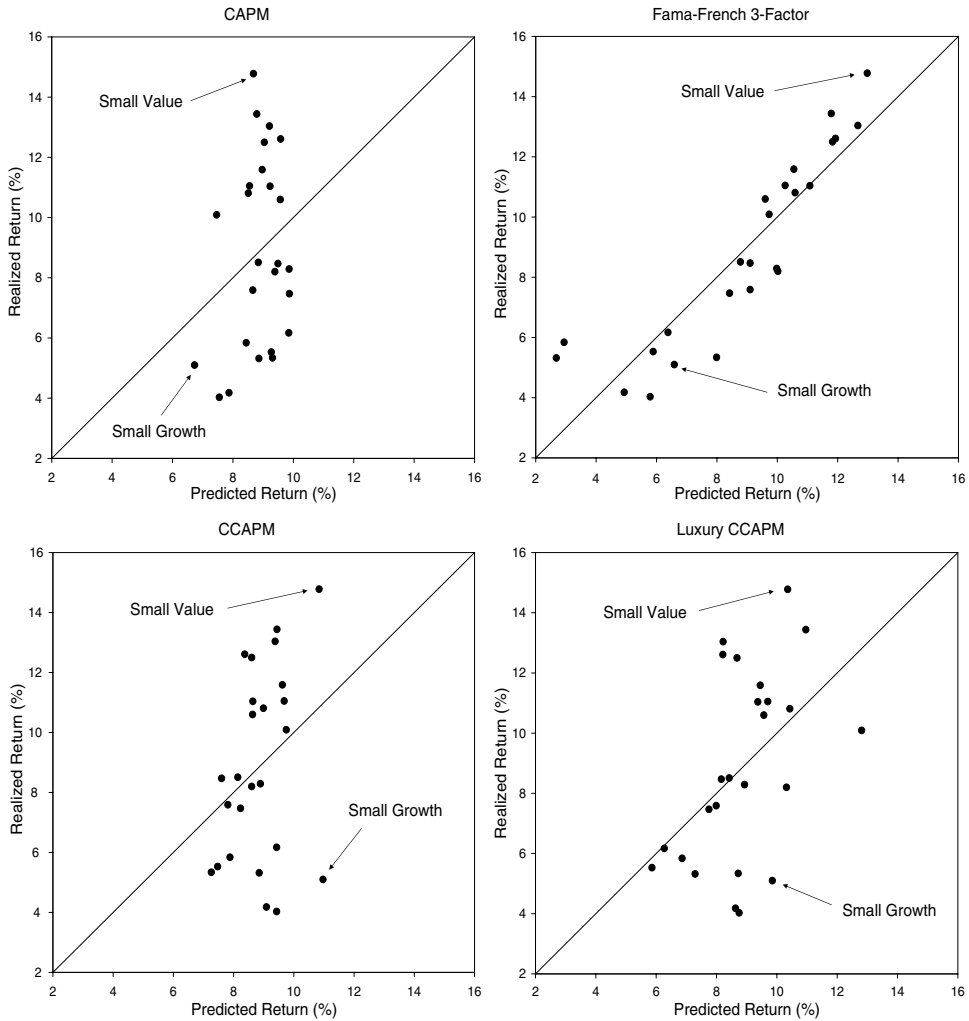 CAPM
16
14
12
10
8
6
4
2
Realized Return (%)
Small Value
Small Growth
2 4 6 8 10 12 14 16
Predicted Return (%)
Fama-French 3-Factor
16
14
12
10
8
6
4
2
Realized Return (%)
Small Value
Small Growth
2 4 6 8 10 12 14 16
Predicted Return (%)
CCAPM
16
14
12
10
8
6
4
2
Realized Return (%)
Small Value
Small Growth
2 4 6 8 10 12 14 16
Predicted Return (%)
Luxury CCAPM
16
14
12
10
8
6
4
2
Realized Return (%)
Small Value
Small Growth
2 4 6 8 10 12 14 16
Predicted Return (%)